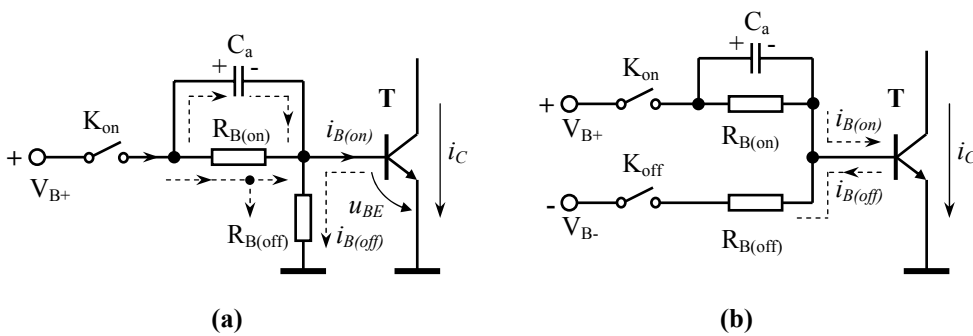 C_a
+ -
T
K_on
R_B(on)
i_B(on)
i_C
+
V_B+
u_BE
R_B(off)
i_B(off)
(a)
C_a
+ -
K_on
T
+
V_B+
R_B(on)
i_B(on)
i_C
K_off
-
V_B-
i_B(off)
R_B(off)
(b)